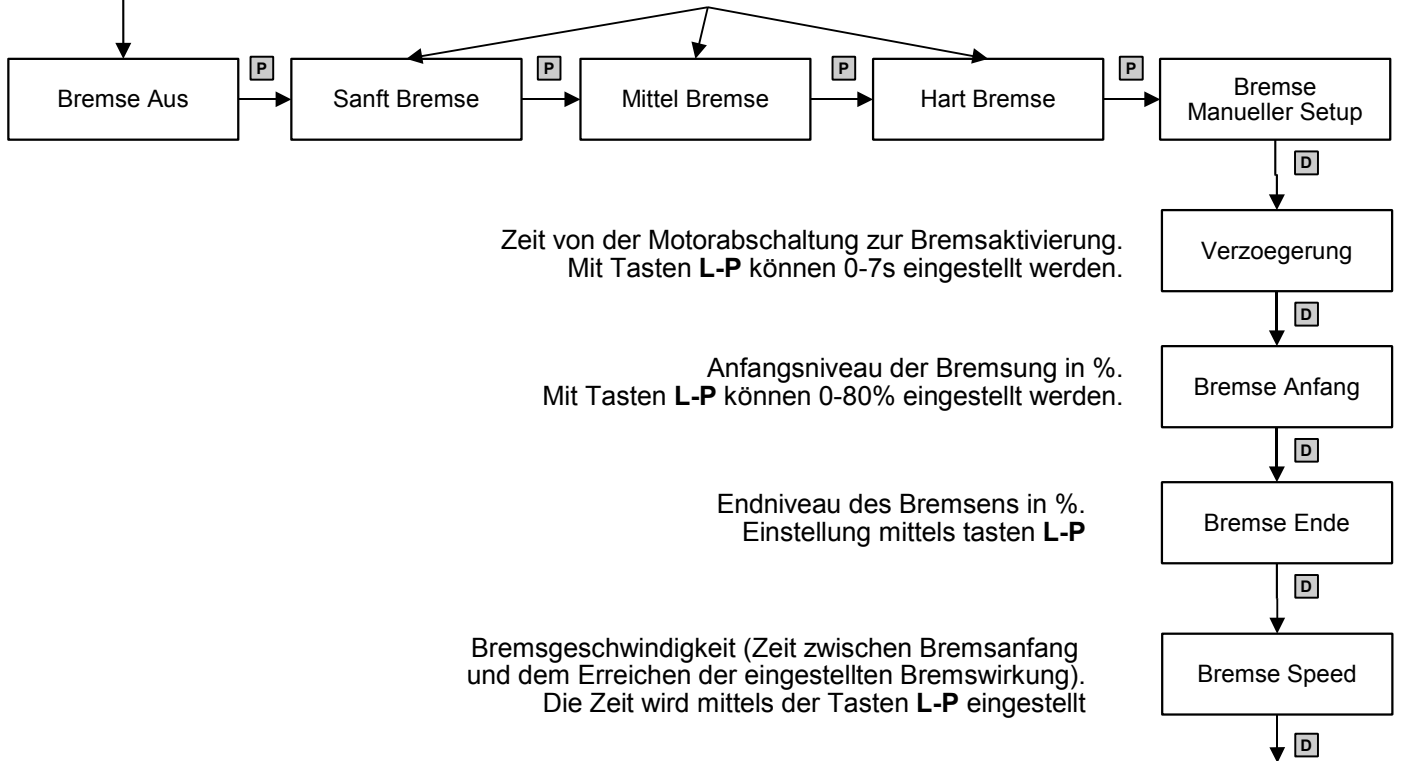 P P P P
Bremse Aus Sanft Bremse Mittel Bremse Hart Bremse Bremse
Manueller Setup
D
Zeit von der Motorabschaltung zur Bremsaktivierung.
Mit Tasten L-P können 0-7s eingestellt werden.
Verzoegerung
D
Anfangsniveau der Bremsung in %.
Mit Tasten L-P können 0-80% eingestellt werden.
Bremse Anfang
D
Endniveau des Bremsens in %.
Einstellung mittels tasten L-P
Bremse Ende
D
Bremsgeschwindigkeit (Zeit zwischen Bremsanfang
und dem Erreichen der eingestellten Bremswirkung).
Die Zeit wird mittels der Tasten L-P eingestellt
Bremse Speed
D